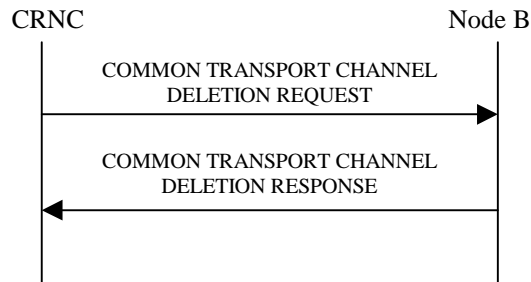 CRNC Node B
COMMON TRANSPORT CHANNEL
DELETION REQUEST
COMMON TRANSPORT CHANNEL
DELETION RESPONSE